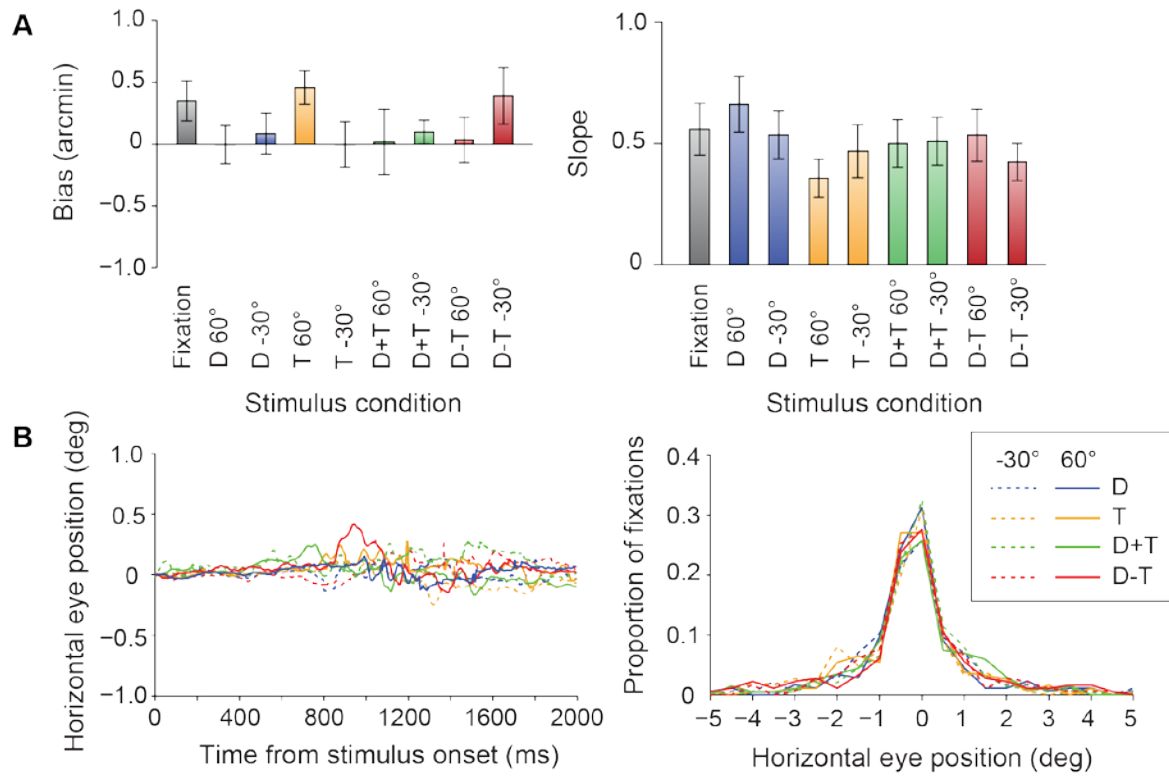 A
Bias (arcmin)
1.0
0.5
0
−0.5
−1.0
Fixation
D 60°
D -30°
T 60°
T -30°
D+T 60°
D+T -30°
D-T 60°
D-T -30°
Stimulus condition
Slope
1.0
0.5
0
Fixation
D 60°
D -30°
T 60°
T -30°
D+T 60°
D+T -30°
D-T 60°
D-T -30°
Stimulus condition
B
Horizontal eye position (deg)
1.0
0.5
0
−0.5
−1.0
0 400 800 1200 1600 2000
Time from stimulus onset (ms)
Proportion of fixations
0.4
0.3
0.2
0.1
0
−5 −4 −3 −2 −1 0 1 2 3 4 5
Horizontal eye position (deg)
-30° 60°
D
T
D+T
D-T